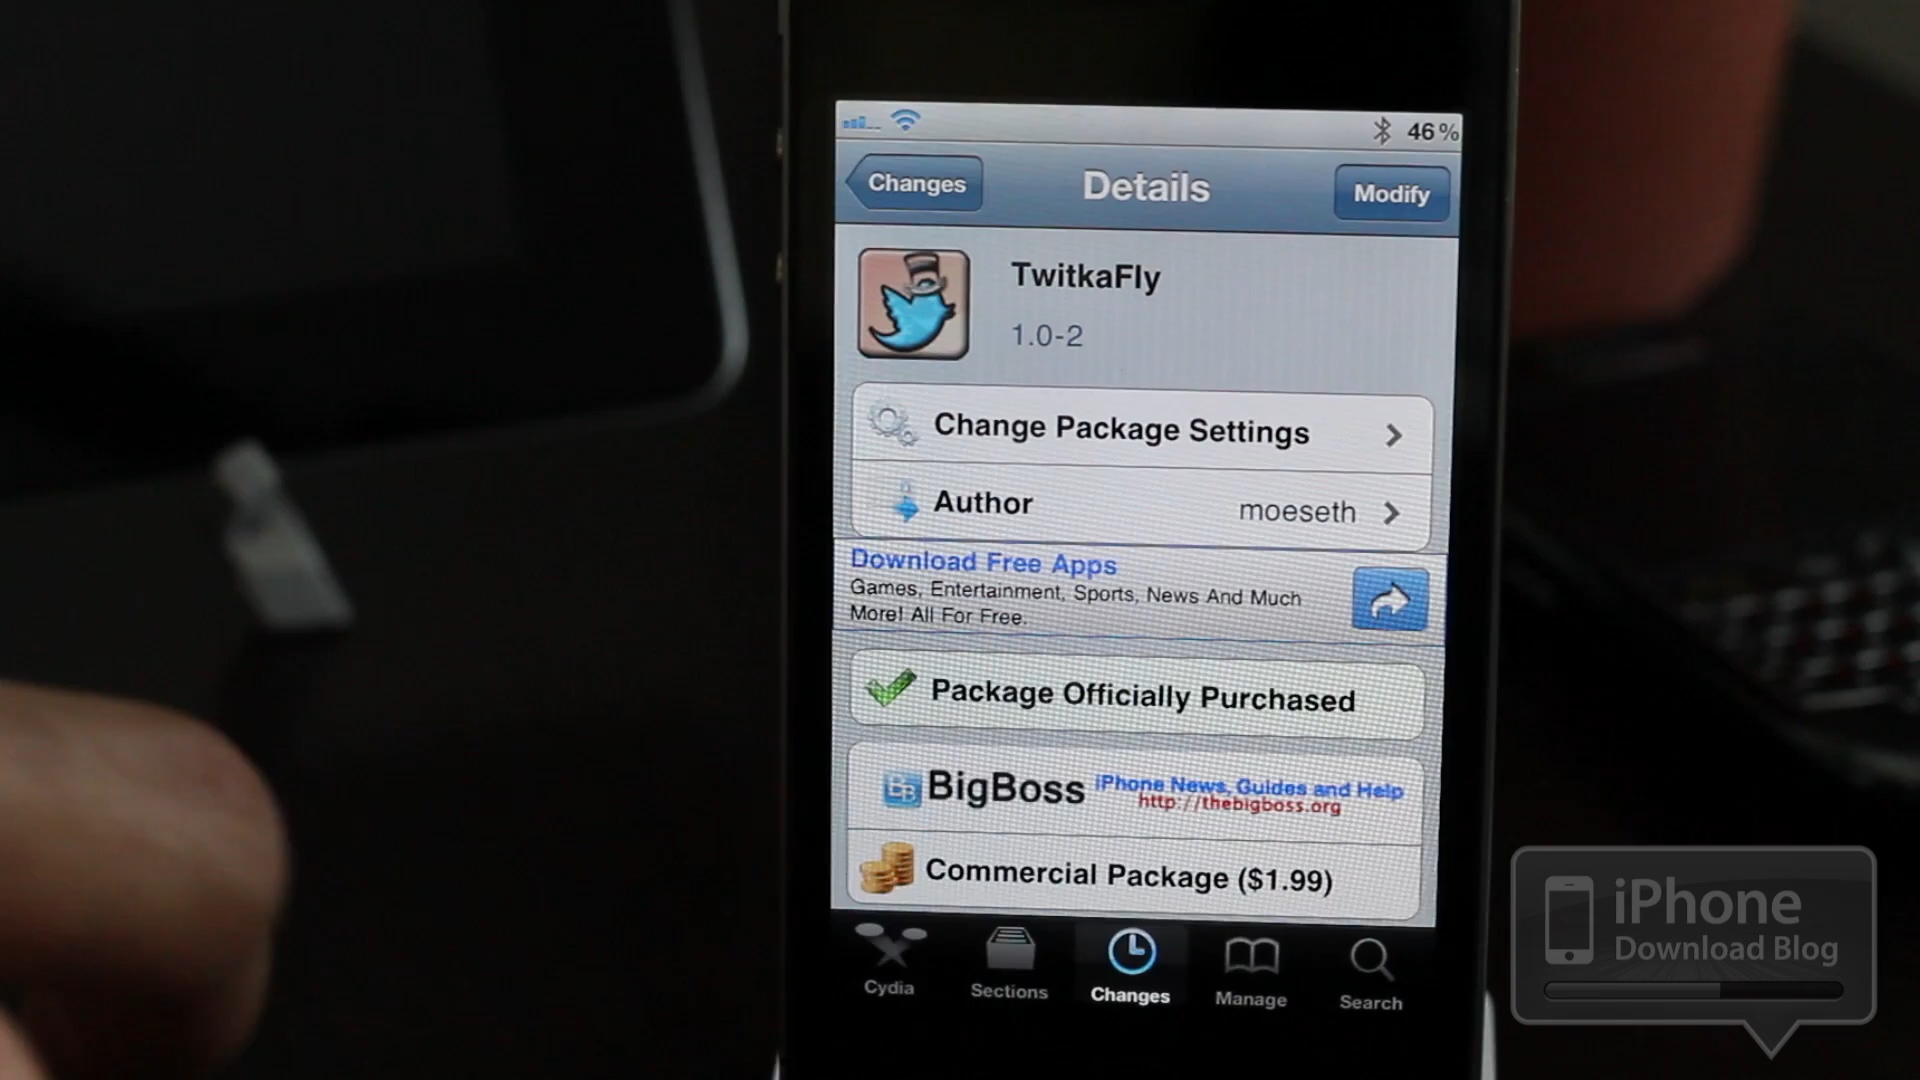 46%
Changes
Details
Modify
TwitkaFly
1.0-2
Change Package Settings
Author
moeseth
Download Free Apps
Games, Entertainment, Sports, News And Much
More! All For Free.
Package Officially Purchased
BB
BigBoss
iPhone News, Guides and Help
http://thebigboss.org
Commercial Package ($1.99)
Cydia
Sections
Changes
Manage
Search
iPhone
Download Blog